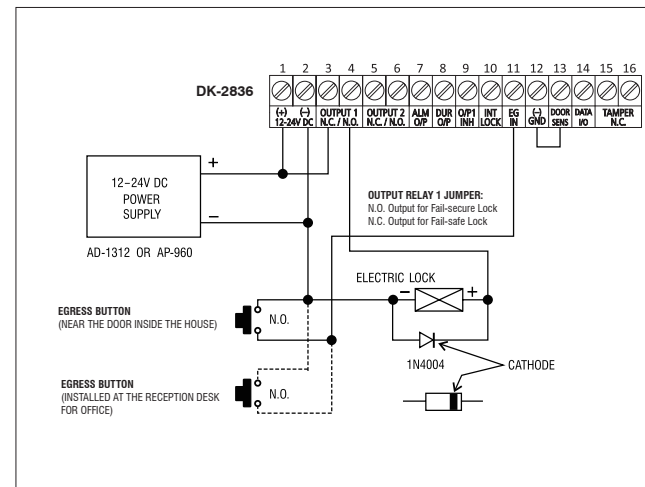 1 2 3 4 5 6 7 8 9 10 11 12 13 14 15 16
DK-2836
(+) (–) OUTPUT 1 OUTPUT 2 ALM DUR O/P1 INT EG (–) DOOR DATA TAMPER
12-24V DC N.C. / N.O. N.C. / N.O. O/P O/P INH LOCK IN GND SENS I/O N.C.
+
12–24V DC
POWER
SUPPLY
–
AD-1312 OR AP-960
OUTPUT RELAY 1 JUMPER:
N.O. Output for Fail-secure Lock
N.C. Output for Fail-safe Lock
ELECTRIC LOCK
– +
EGRESS BUTTON
(NEAR THE DOOR INSIDE THE HOUSE)
N.O.
1N4004
CATHODE
EGRESS BUTTON
(INSTALLED AT THE RECEPTION DESK
FOR OFFICE)
N.O.